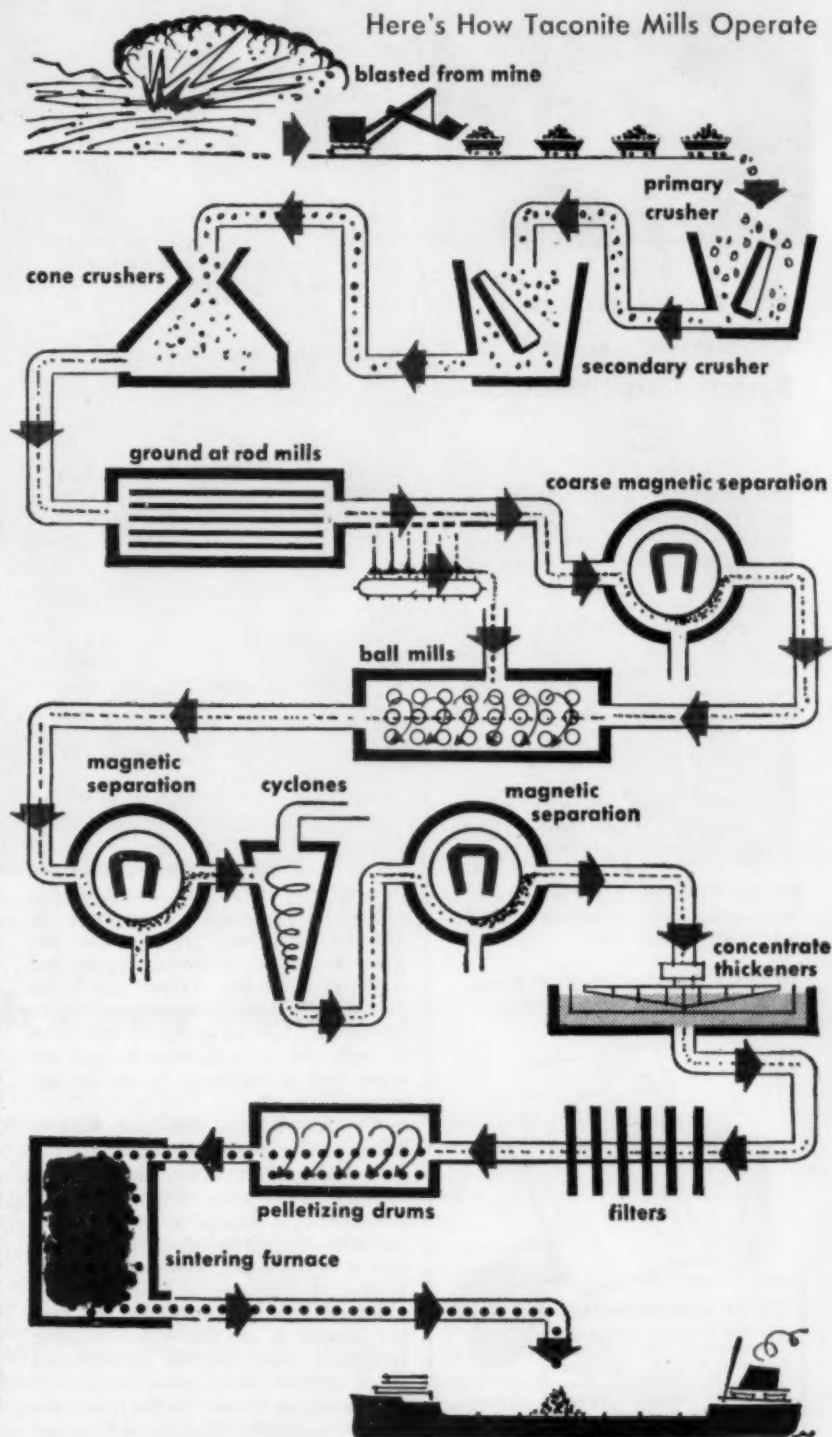 Here's How Taconite Mills Operate
blasted from mine
primary
crusher
cone crushers
secondary crusher
ground at rod mills
coarse magnetic separation
ball mills
magnetic
separation
cyclones
magnetic
separation
concentrate
thickeners
pelletizing drums
filters
sintering furnace